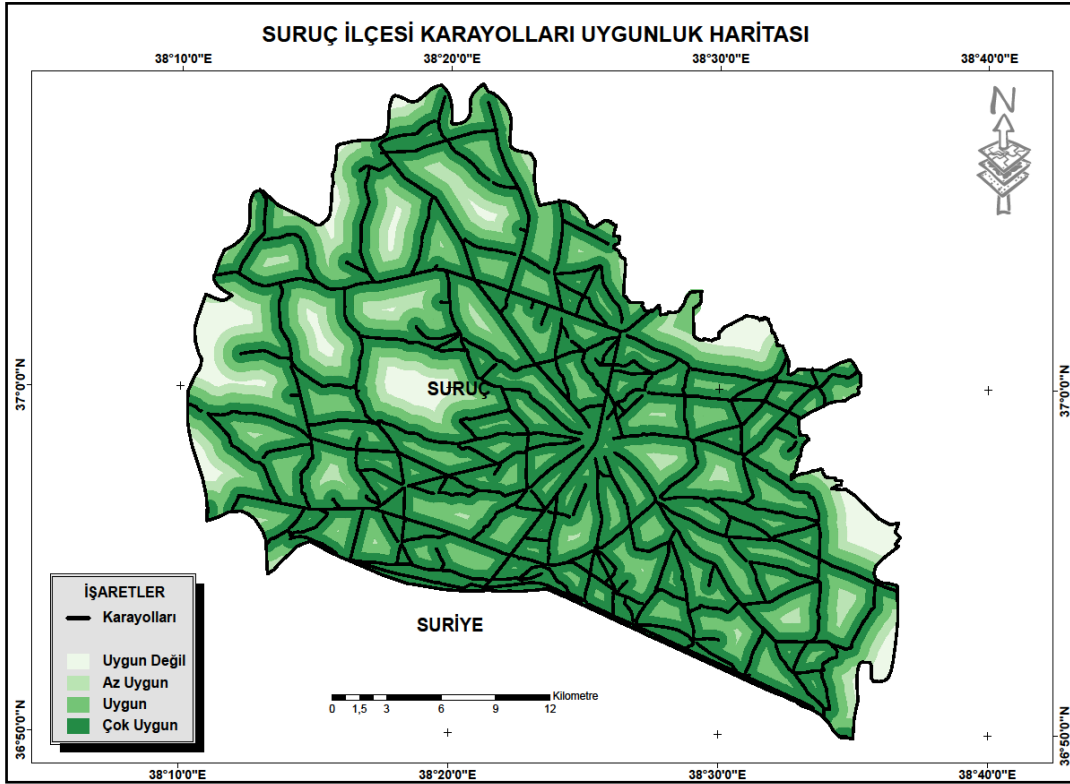 SURUÇ İLÇESİ KARAYOLLARI UYGUNLUK HARİTASI
38°10'0"E 38°20'0"E 38°30'0"E 38°40'0"E
N
37°0'0"N 37°0'0"N
SURUÇ
İŞARETLER
Karayolları
SURİYE
Uygun Değil
Az Uygun
Uygun
Çok Uygun
Kilometre
0 1,5 3 6 9 12
36°50'0"N 36°50'0"N
38°10'0"E 38°20'0"E 38°30'0"E 38°40'0"E